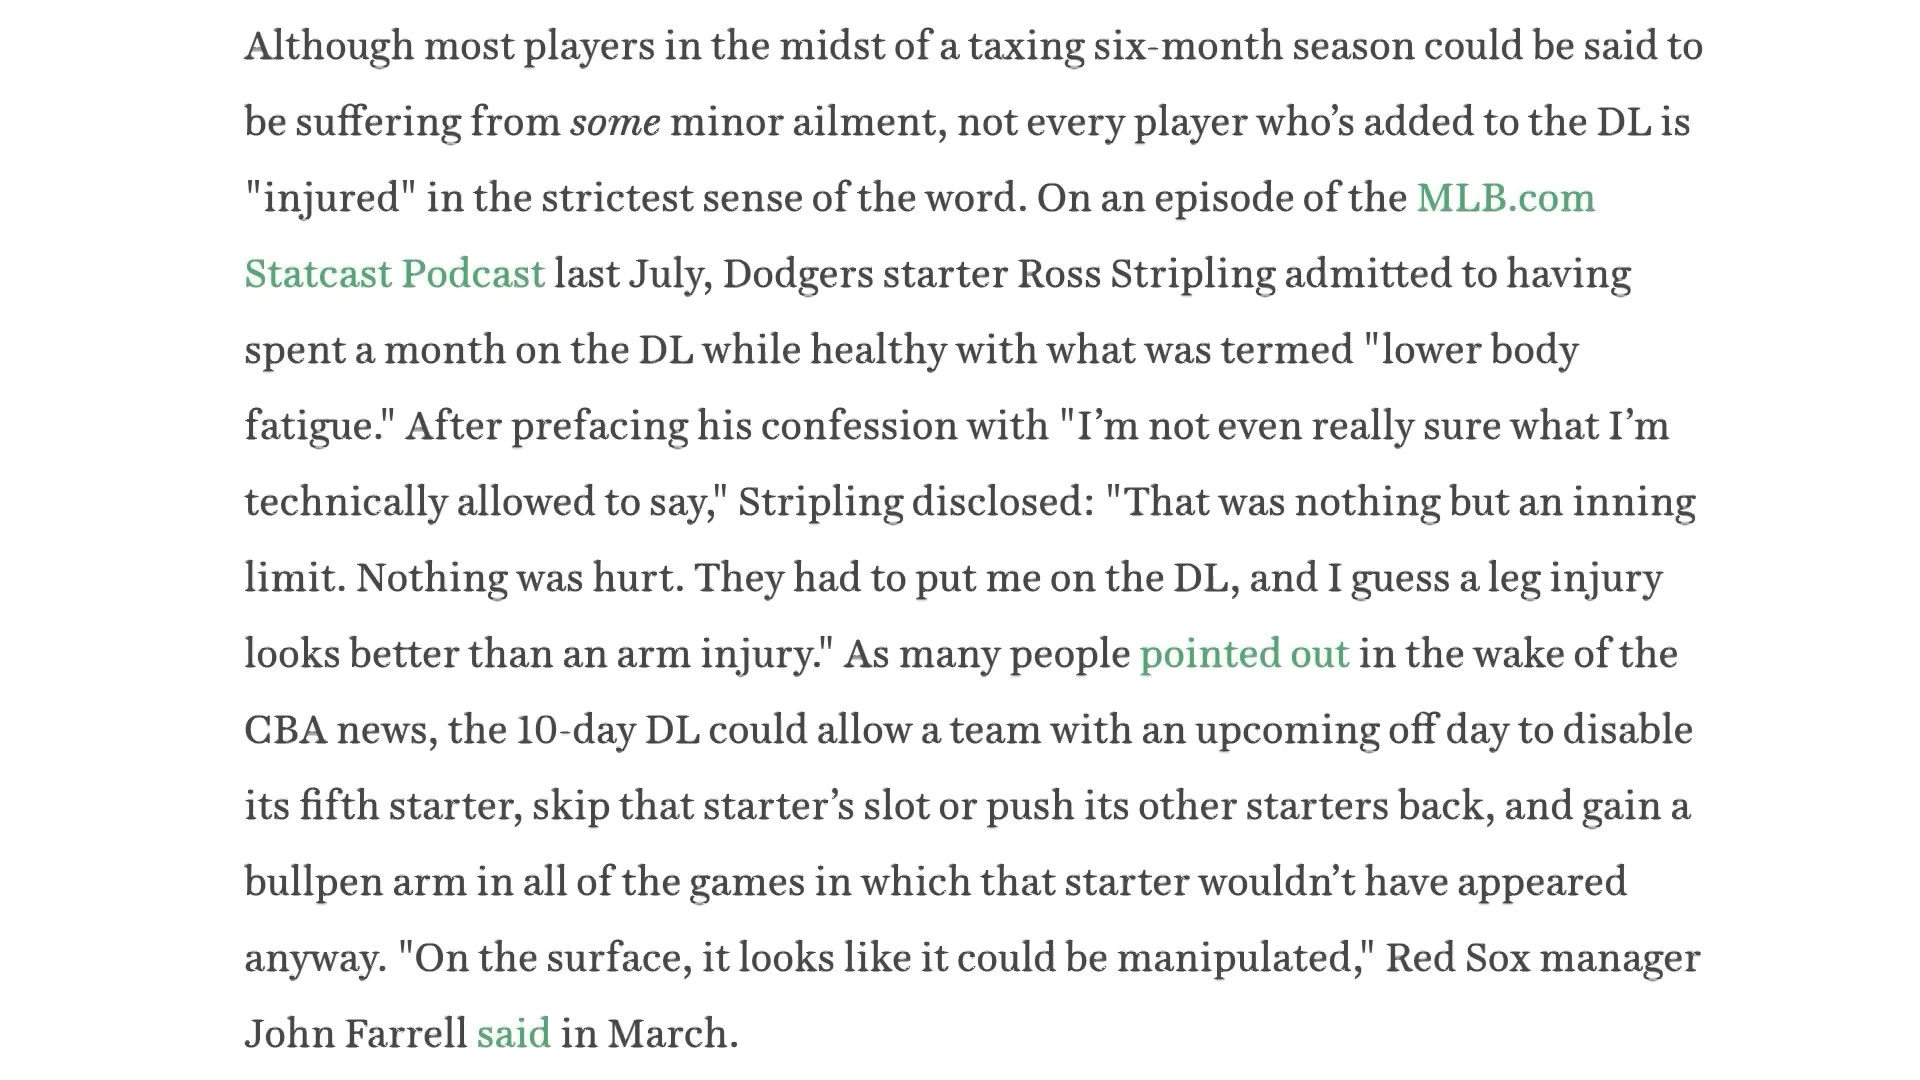 Although most players in the midst of a taxing six-month season could be said to
be suffering from some minor ailment, not every player who’s added to the DL is
"injured" in the strictest sense of the word. On an episode of the MLB.com
Statcast Podcast last July, Dodgers starter Ross Stripling admitted to having
spent a month on the DL while healthy with what was termed "lower body
fatigue." After prefacing his confession with "I’m not even really sure what I’m
technically allowed to say," Stripling disclosed: "That was nothing but an inning
limit. Nothing was hurt. They had to put me on the DL, and I guess a leg injury
looks better than an arm injury." As many people pointed out in the wake of the
CBA news, the 10-day DL could allow a team with an upcoming off day to disable
its fifth starter, skip that starter’s slot or push its other starters back, and gain a
bullpen arm in all of the games in which that starter wouldn’t have appeared
anyway. "On the surface, it looks like it could be manipulated," Red Sox manager
John Farrell said in March.